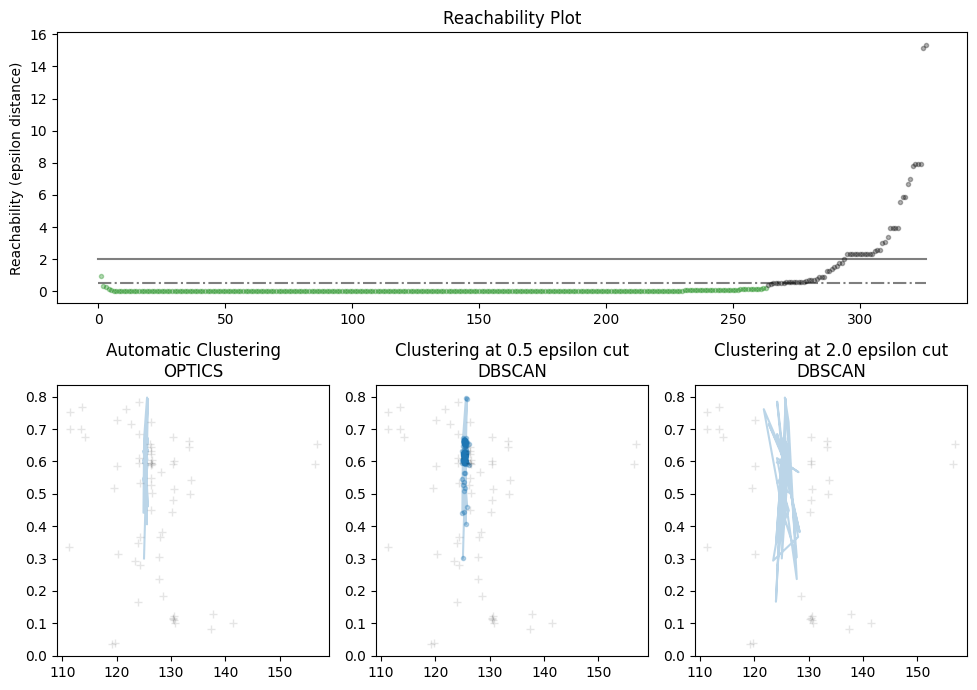 Reachability Plot
Reachability (epsilon distance)
16
14
12
10
8
6
4
2
0
0 50 100 150 200 250 300
Automatic Clustering
OPTICS
Clustering at 0.5 epsilon cut
DBSCAN
Clustering at 2.0 epsilon cut
DBSCAN
0.8 0.8 0.8
0.7 0.7 0.7
0.6 0.6 0.6
0.5 0.5 0.5
0.4 0.4 0.4
0.3 0.3 0.3
0.2 0.2 0.2
0.1 0.1 0.1
0.0 0.0 0.0
110 120 130 140 150 110 120 130 140 150 110 120 130 140 150